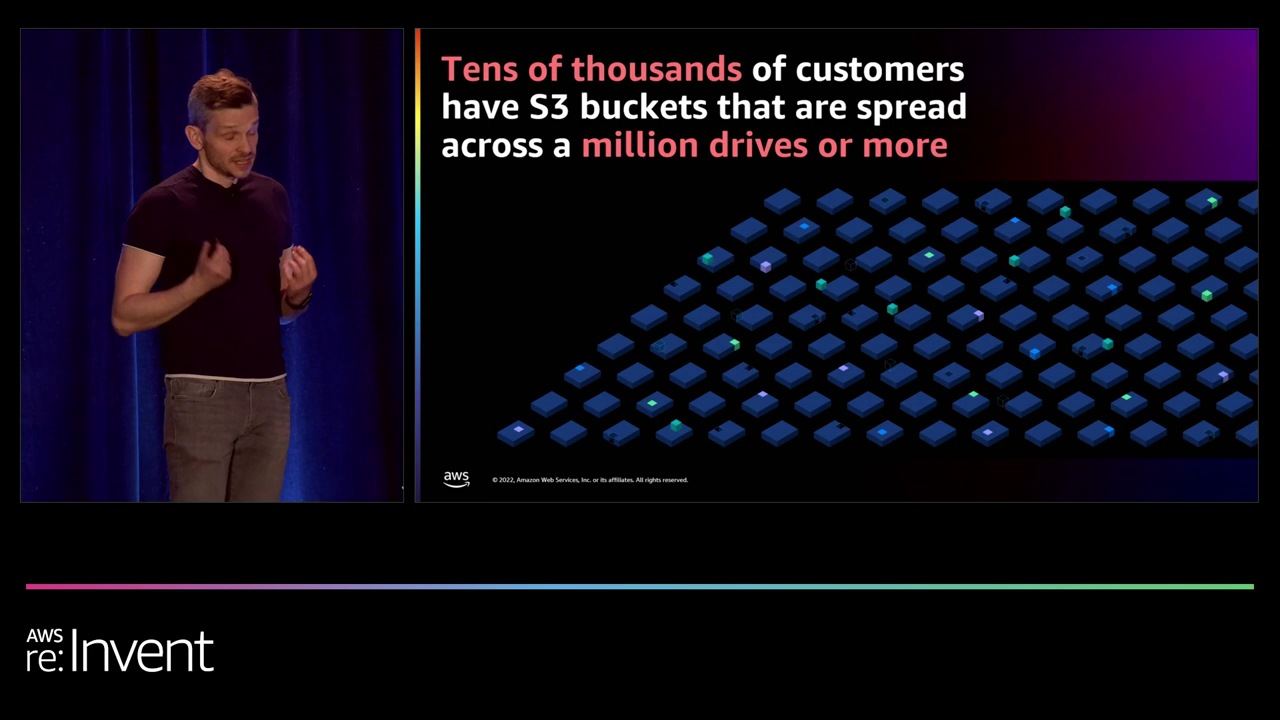 Tens of thousands of customers
have S3 buckets that are spread
across a million drives or more
aws
© 2022, Amazon Web Services, Inc. or its affiliates. All rights reserved.
AWS
re:Invent